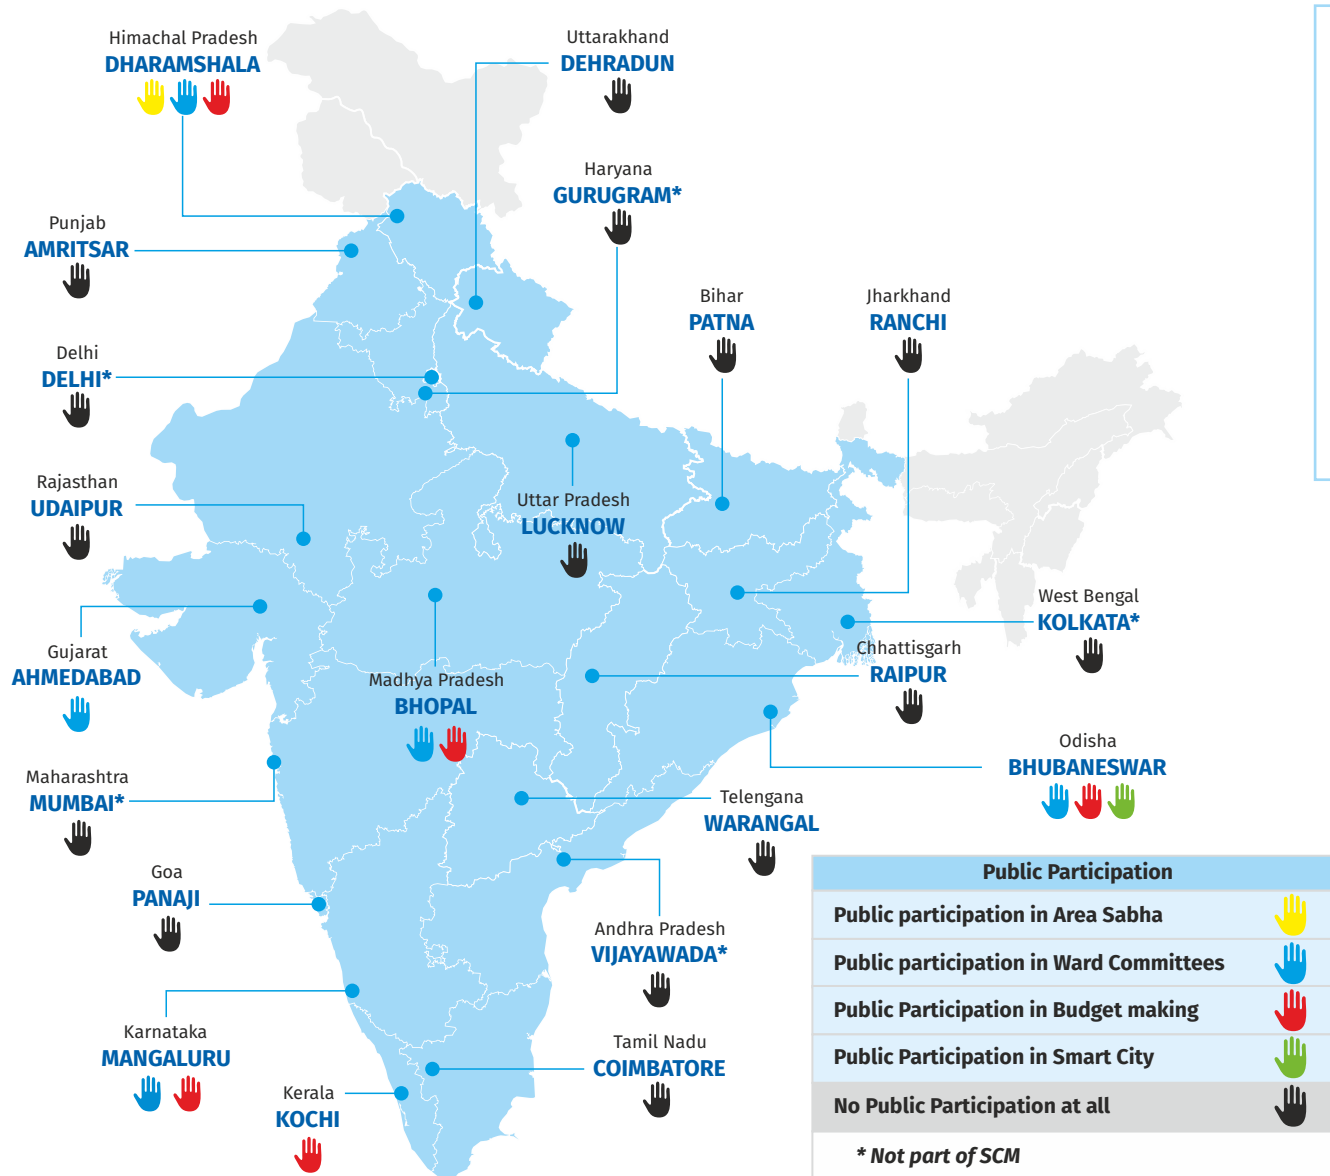 Himachal Pradesh
DHARAMSHALA
Uttarakhand
DEHRADUN
Haryana
GURUGRAM*
Punjab
AMRITSAR
Bihar
PATNA
Jharkhand
RANCHI
Delhi
DELHI*
Rajasthan
UDAIPUR
Uttar Pradesh
LUCKNOW
West Bengal
KOLKATA*
Gujarat
AHMEDABAD
Madhya Pradesh
BHOPAL
Chhattisgarh
RAIPUR
Odisha
BHUBANESWAR
Maharashtra
MUMBAI*
Telengana
WARANGAL
Goa
PANAJI
Andhra Pradesh
VIJAYAWADA*
Karnataka
MANGALURU
Tamil Nadu
COIMBATORE
Kerala
KOCHI
Public Participation
Public participation in Area Sabha
Public participation in Ward Committees
Public Participation in Budget making
Public Participation in Smart City
No Public Participation at all
* Not part of SCM